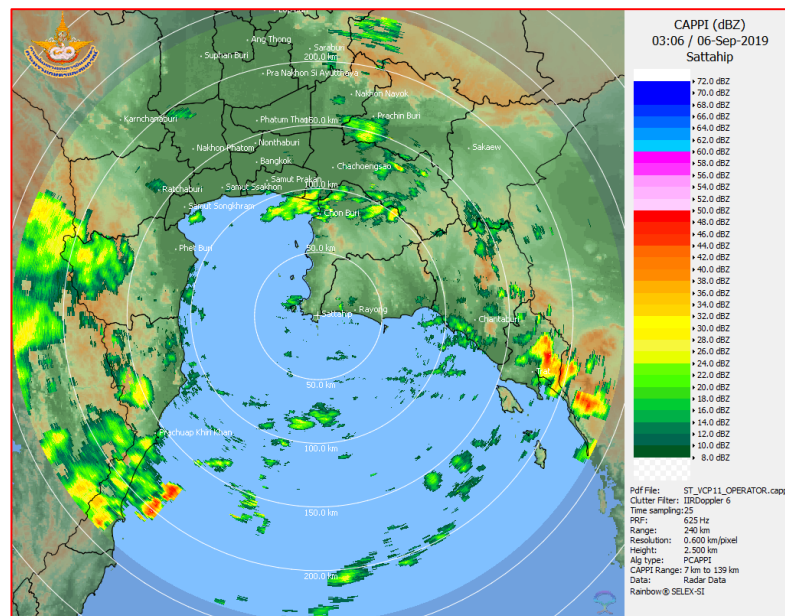 CAPPI (dBZ)
03:06 / 06-Sep-2019
Sattahip
72.0 dBZ
70.0 dBZ
68.0 dBZ
66.0 dBZ
64.0 dBZ
62.0 dBZ
60.0 dBZ
58.0 dBZ
56.0 dBZ
54.0 dBZ
52.0 dBZ
50.0 dBZ
48.0 dBZ
46.0 dBZ
44.0 dBZ
42.0 dBZ
40.0 dBZ
38.0 dBZ
36.0 dBZ
34.0 dBZ
32.0 dBZ
30.0 dBZ
28.0 dBZ
26.0 dBZ
24.0 dBZ
22.0 dBZ
20.0 dBZ
18.0 dBZ
16.0 dBZ
14.0 dBZ
12.0 dBZ
10.0 dBZ
8.0 dBZ
Pdf File: ST_VCP11_OPERATOR.capp
Clutter Filter: IIRDoppler 6
Time sampling:25
PRF: 625 Hz
Range: 240 km
Resolution: 0.600 km/pixel
Height: 2.500 km
Alg type: PCAPPI
CAPPI Range: 7 km to 139 km
Data: Radar Data
Rainbow® SELEX-SI
Ang Thong
Saraburi
Suphan Buri
200.0 km
Pra Nakhon Si Ayutthaya
Nakhon Nayok
Karnchanaburi
Phatum Thani
150.0 km
Prachin Buri
Nakhon Phatom
Nonthaburi
Sakaew
Bangkok
Chachoengsao
Ratchaburi
Samut Ssakhon
Samut Prakan
100.0 km
Samut Songkhram
Chon Buri
Phet Buri
50.0 km
Sattahip
Rayong
Chantaburi
Trat
50.0 km
Prachuap Khiri Khan
100.0 km
150.0 km
200.0 km